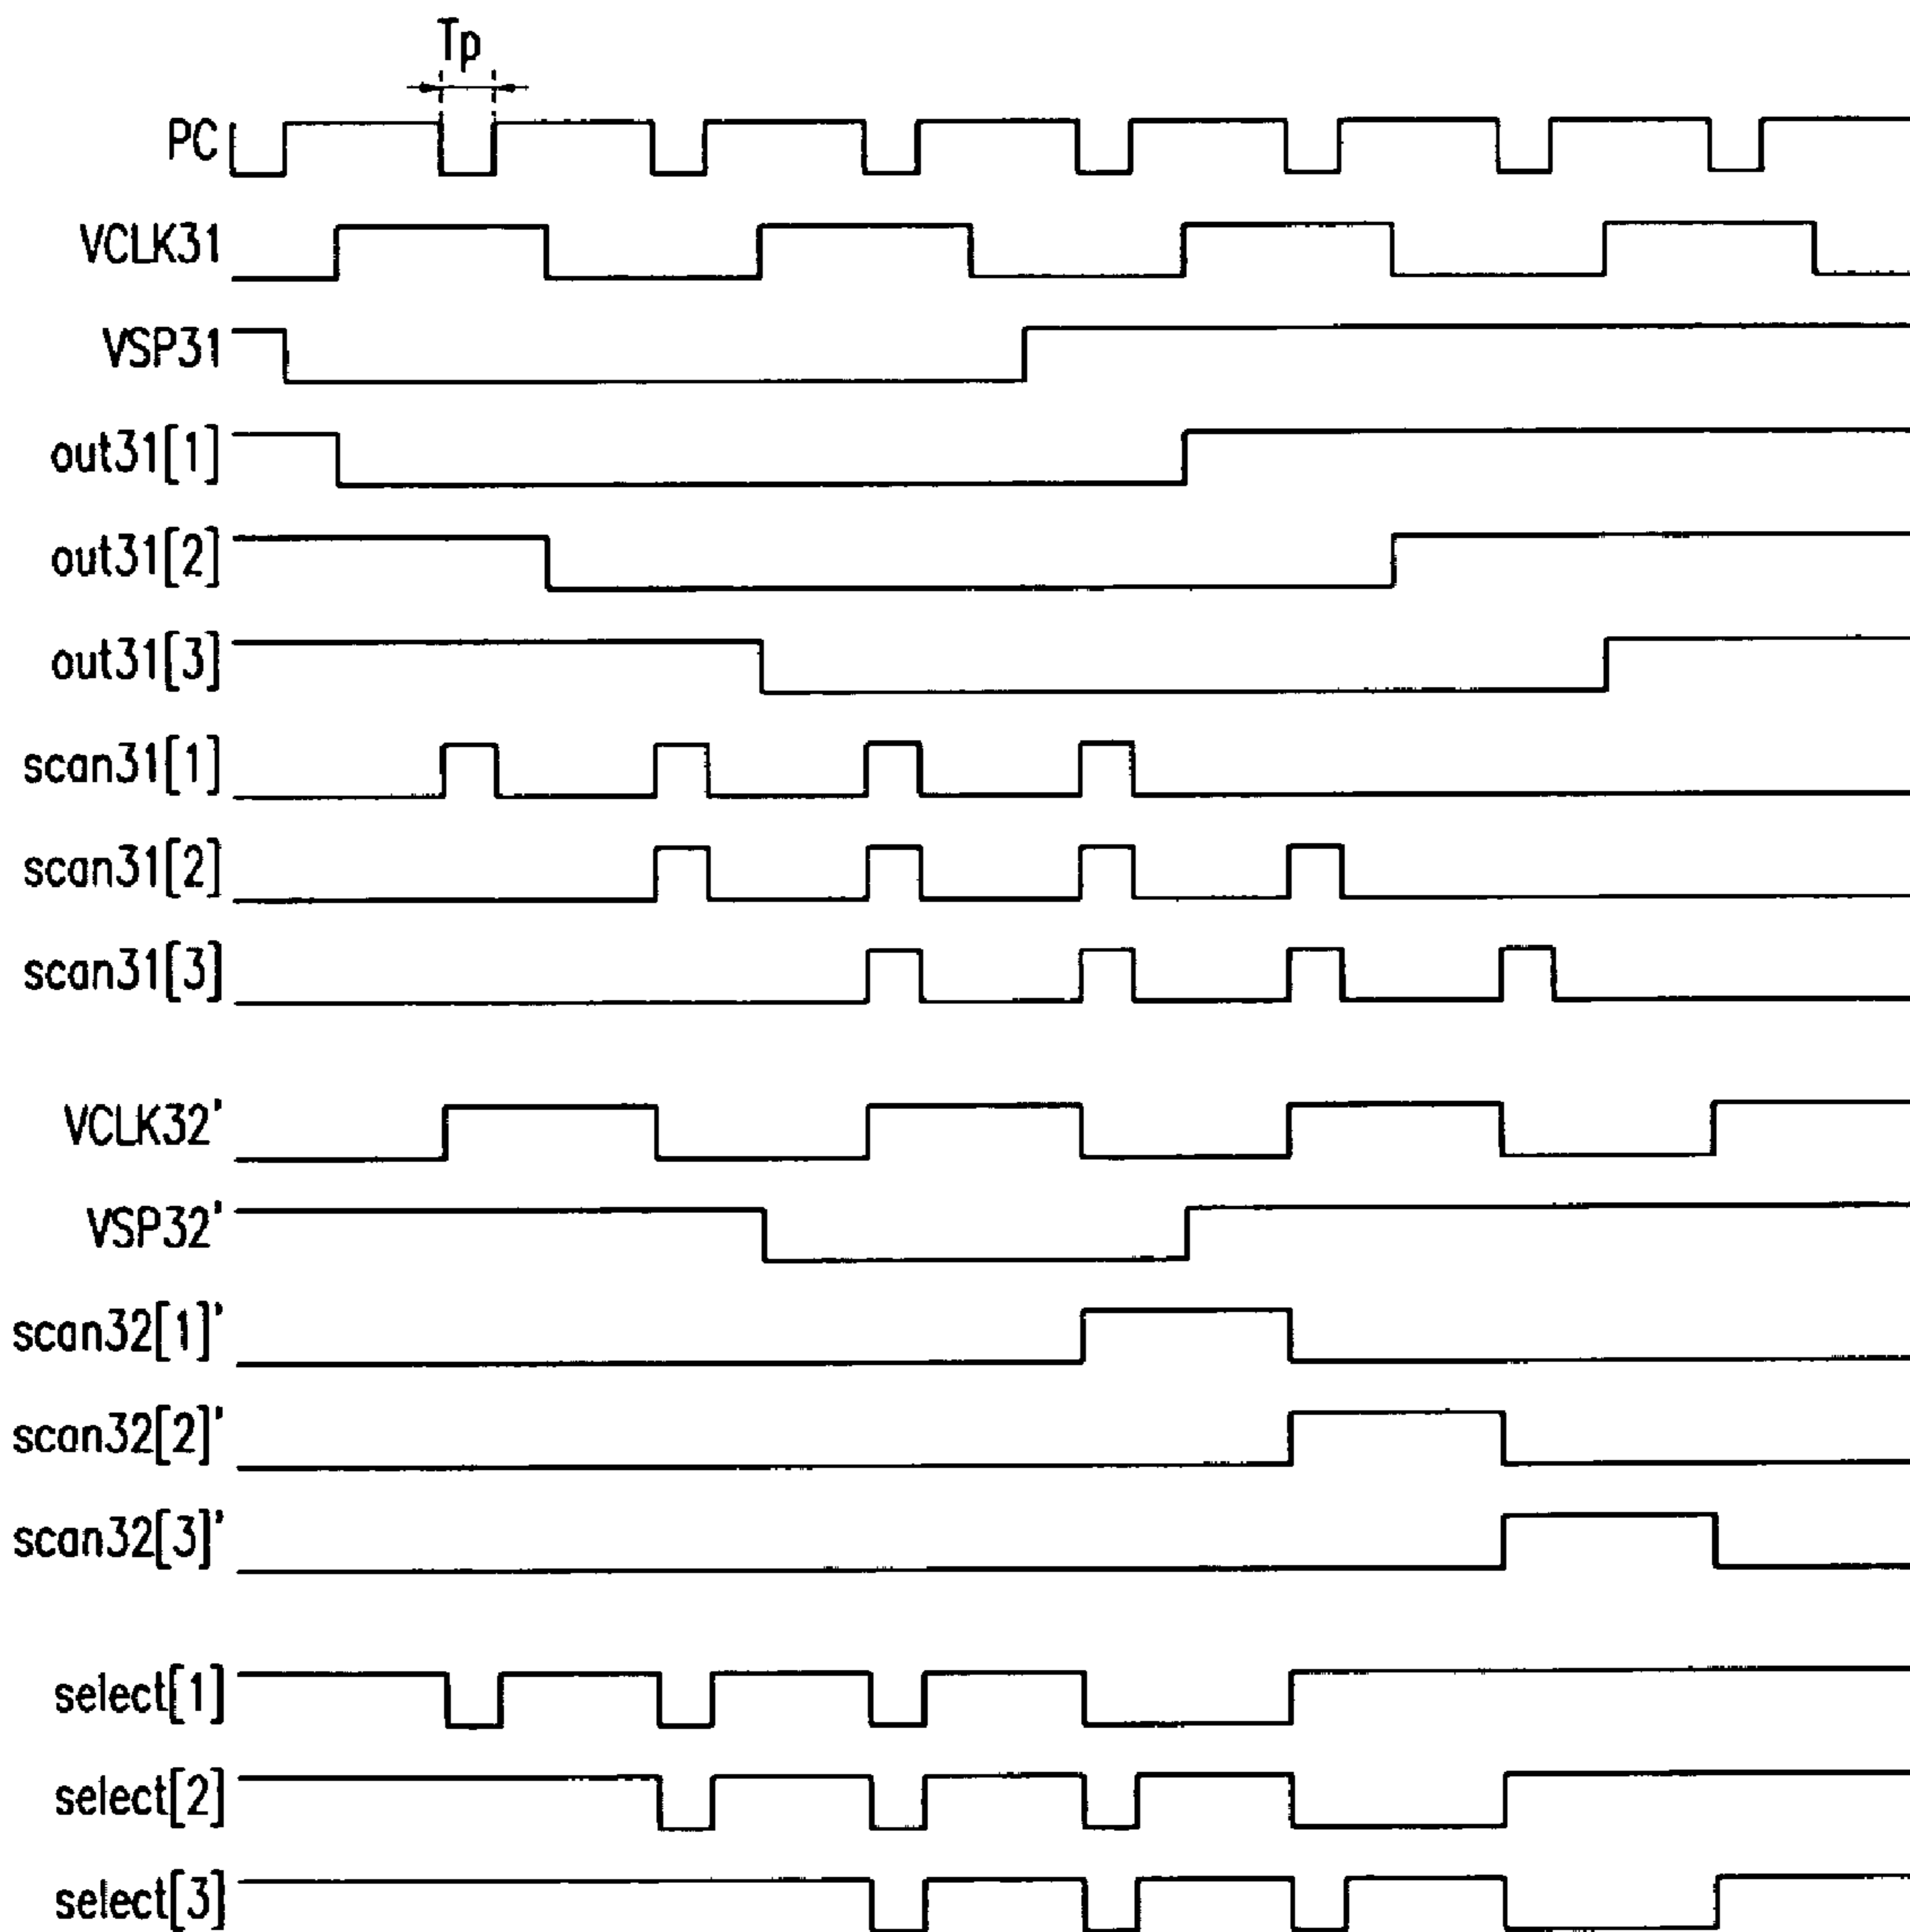 Tp
PC
VCLK31
VSP31
out31[1]
out31[2]
out31[3]
scan31[1]
scan31[2]
scan31[3]
VCLK32'
VSP32'
scan32[1]'
scan32[2]'
scan32[3]'
select[1]
select[2]
select[3]